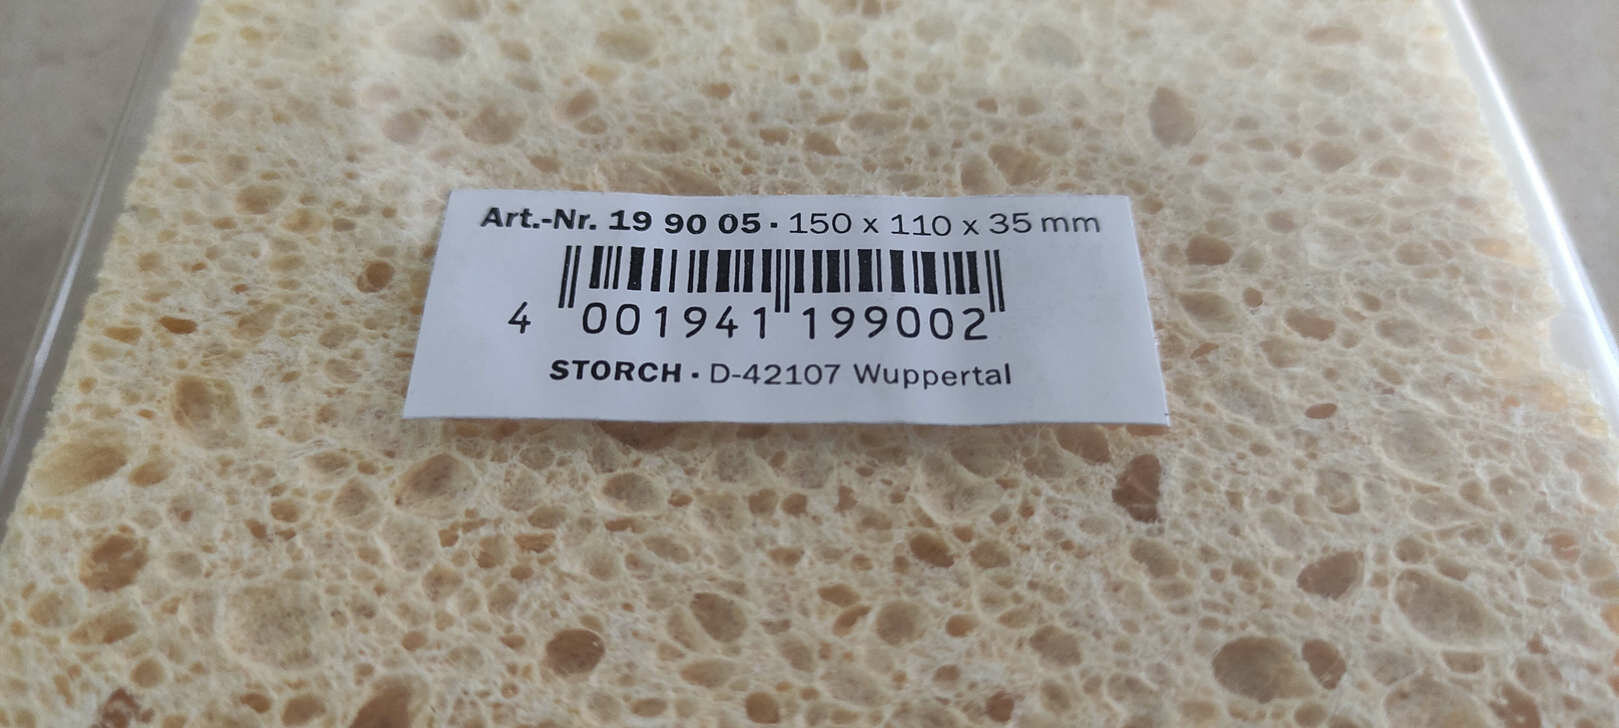 Art.-Nr. 19 90 05 · 150 x 110 x 35 mm
4 001941 199002
STORCH · D-42107 Wuppertal